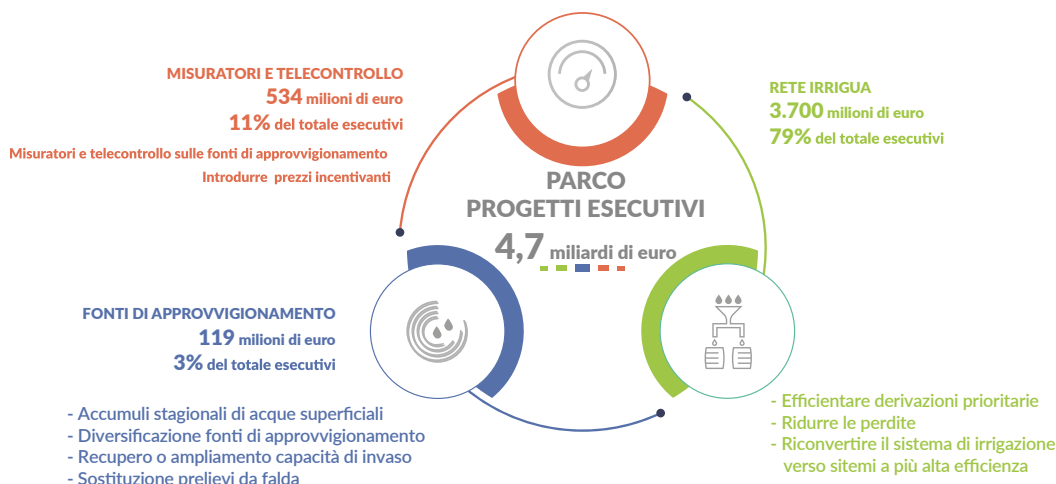 MISURATORI E TELECONTROLLO
534 milioni di euro
11% del totale esecutivi
Misuratori e telecontrollo sulle fonti di approvvigionamento
Introdurre prezzi incentivanti
RETE IRRIGUA
3.700 milioni di euro
79% del totale esecutivi
PARCO
PROGETTI ESECUTIVI
4,7 miliardi di euro
FONTI DI APPROVVIGIONAMENTO
119 milioni di euro
3% del totale esecutivi
- Accumuli stagionali di acque superficiali
- Diversificazione fonti di approvvigionamento
- Recupero o ampliamento capacità di invaso
- Sostituzione prelievi da falda
- Efficientare derivazioni prioritarie
- Ridurre le perdite
- Riconvertire il sistema di irrigazione
verso sitemi a più alta efficienza